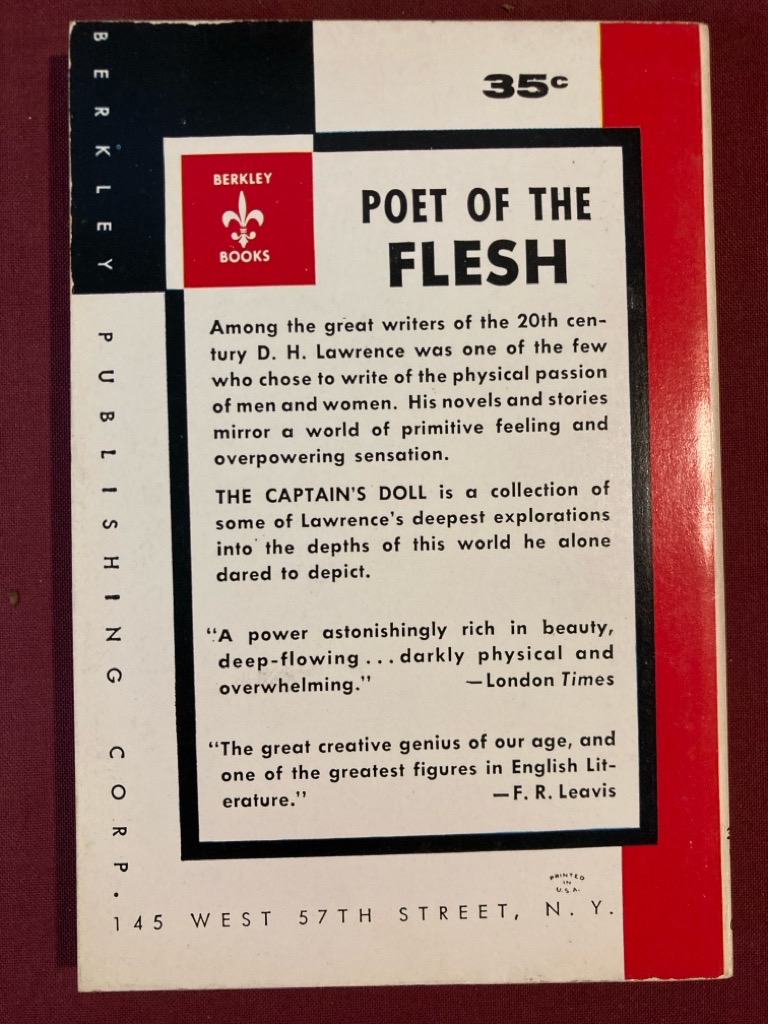 BERKLEY PUBLISHING CORP.
35c
BERKLEY
BOOKS
POET OF THE
FLESH
Among the great writers of the 20th cen-
tury D. H. Lawrence was one of the few
who chose to write of the physical passion
of men and women. His novels and stories
mirror a world of primitive feeling and
overpowering sensation.
THE CAPTAIN'S DOLL is a collection of
some of Lawrence's deepest explorations
into the depths of this world he alone
dared to depict.
“A power astonishingly rich in beauty,
deep-flowing...darkly physical and
overwhelming.” —London Times
“The great creative genius of our age, and
one of the greatest figures in English Lit-
erature.” —F. R. Leavis
PRINTED
IN
U.S.A.
145 WEST 57TH STREET, N. Y.